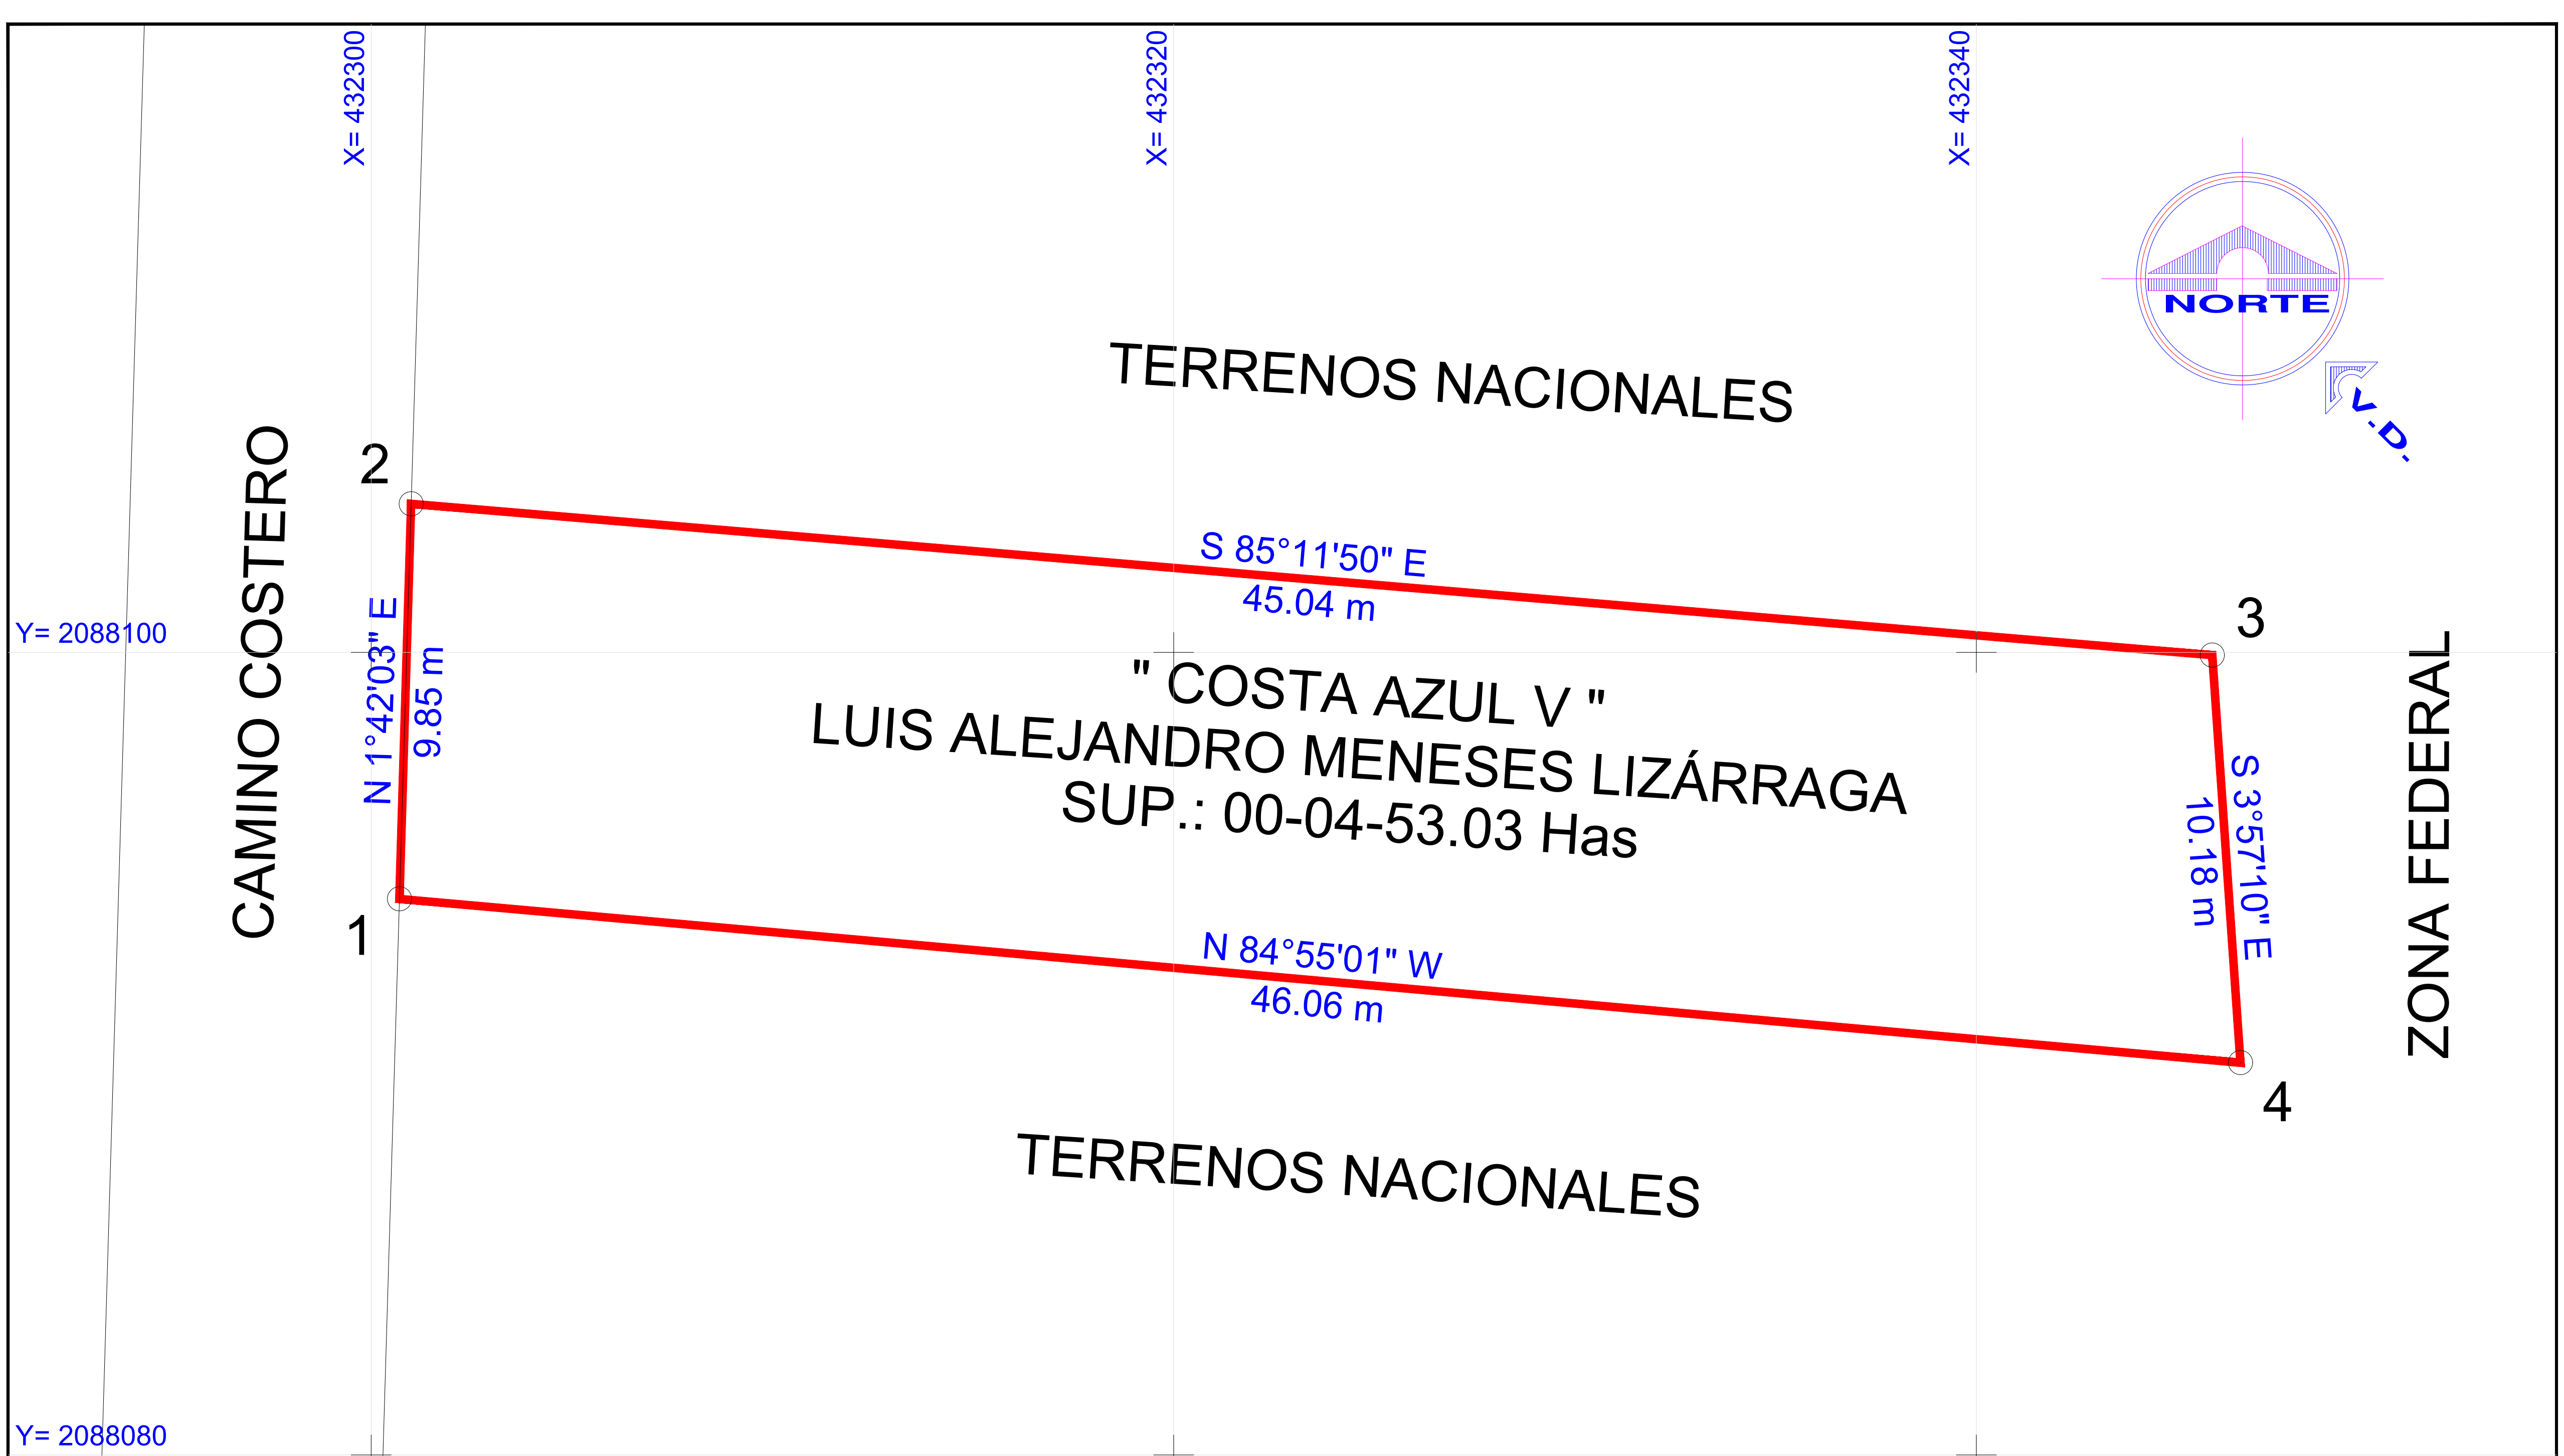 X= 432300
X= 432320
X= 432340
NORTE
V.D.
TERRENOS NACIONALES
CAMINO COSTERO
2
S 85°11'50" E
45.04 m
3
Y= 2088100
N 1°42'03" E
9.85 m
" COSTA AZUL V "
LUIS ALEJANDRO MENESES LIZÁRRAGA
SUP.: 00-04-53.03 Has
S 3°57'10" E
10.18 m
ZONA FEDERAL
1
N 84°55'01" W
46.06 m
4
TERRENOS NACIONALES
Y= 2088080